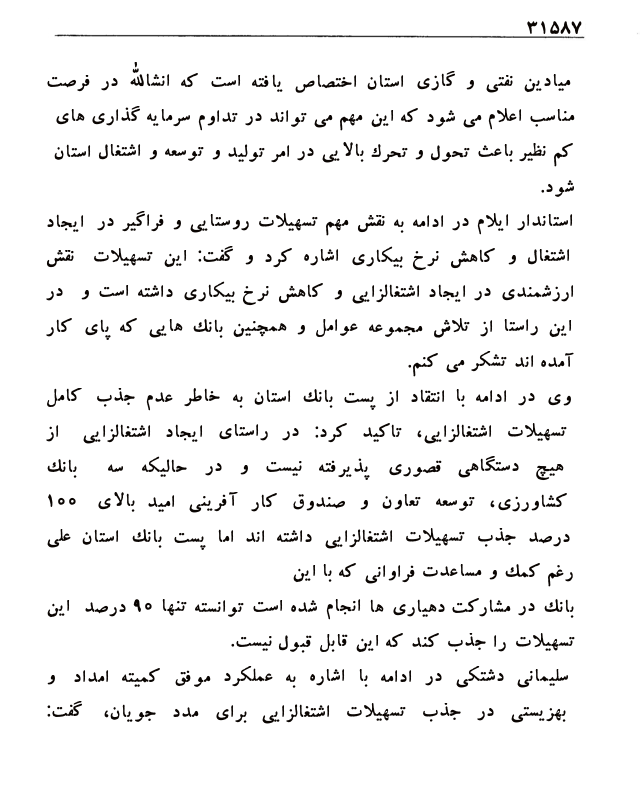 ۳۱۵۸۷
میادین نفتی و گازی استان اختصاص یافته است که انشالله در فرصت
مناسب اعلام می شود که این مهم می تواند در تداوم سرمایه گذاری های
کم نظیر باعث تحول و تحرك بالایی در امر تولید و توسعه و اشتغال استان
شود.
استاندار ایلام در ادامه به نقش مهم تسهیلات روستایی و فراگیر در ایجاد
اشتغال و کاهش نرخ بیکاری اشاره کرد و گفت: این تسهیلات نقش
ارزشمندی در ایجاد اشتغالزایی و کاهش نرخ بیکاری داشته است و در
این راستا از تلاش مجموعه عوامل و همچنین بانك هایی که پای کار
آمده اند تشکر می کنم.
وی در ادامه با انتقاد از پست بانك استان به خاطر عدم جذب کامل
تسهیلات اشتغالزایی، تاکید کرد: در راستای ایجاد اشتغالزایی از
هیچ دستگاهی قصوری پذیرفته نیست و در حالیکه سه بانك
کشاورزی، توسعه تعاون و صندوق کار آفرینی امید بالای ۱۰۰
درصد جذب تسهیلات اشتغالزایی داشته اند اما پست بانك استان علی
رغم کمك و مساعدت فراوانی که با این
بانك در مشارکت دهیاری ها انجام شده است توانسته تنها ۹۰ درصد این
تسهیلات را جذب کند که این قابل قبول نیست.
سلیمانی دشتکی در ادامه با اشاره به عملکرد موفق کمیته امداد و
بهزیستی در جذب تسهیلات اشتغالزایی برای مدد جویان، گفت: